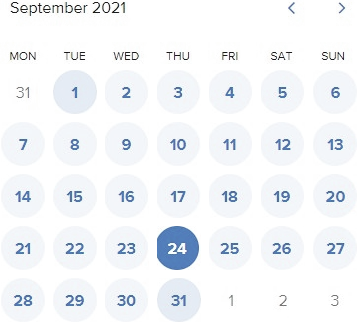 September 2021
MON TUE WED THU FRI SAT SUN
31 1 2 3 4 5 6
7 8 9 10 11 12 13
14 15 16 17 18 19 20
21 22 23 24 25 26 27
28 29 30 31 1 2 3